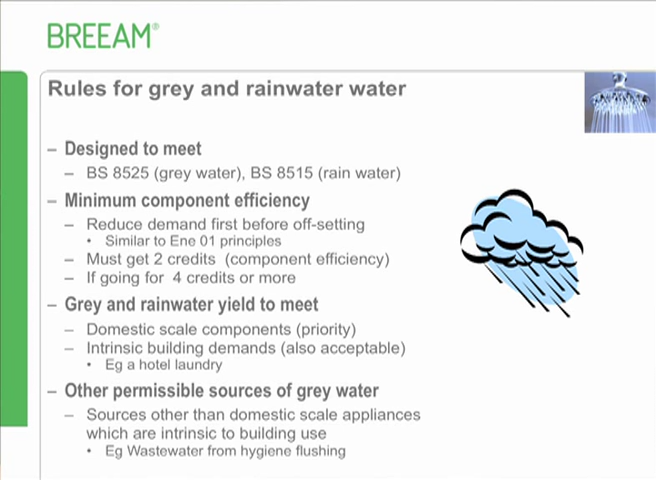 BREEAM®
Rules for grey and rainwater water
– Designed to meet
– BS 8525 (grey water), BS 8515 (rain water)
– Minimum component efficiency
– Reduce demand first before off-setting
• Similar to Ene 01 principles
– Must get 2 credits (component efficiency)
– If going for 4 credits or more
– Grey and rainwater yield to meet
– Domestic scale components (priority)
– Intrinsic building demands (also acceptable)
• Eg a hotel laundry
– Other permissible sources of grey water
– Sources other than domestic scale appliances
which are intrinsic to building use
• Eg Wastewater from hygiene flushing